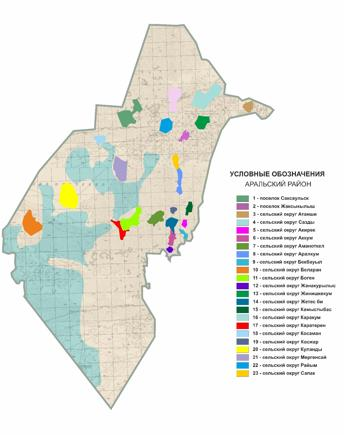 УСЛОВНЫЕ ОБОЗНАЧЕНИЯ
АРАЛЬСКИЙ РАЙОН
1 - поселок Саксаульск
2 - поселок Жаксыкылыш
3 - сельский округ Атанши
4 - сельский округ Сазды
5 - сельский округ Акирек
6 - сельский округ Аккум
7 - сельский округ Аманоткел
8 - сельский округ Аралкум
9 - сельский округ Бекбауыл
10 - сельский округ Беларан
11 - сельский округ Боген
12 - сельский округ Жанакурылыс
13 - сельский округ Жинишкекум
14 - сельский округ Жетес би
15 - сельский округ Камыстыбас
16 - сельский округ Каракум
17 - сельский округ Каратерен
18 - сельский округ Косаман
19 - сельский округ Косжар
20 - сельский округ Куланды
21 - сельский округ Мергенсай
22 - сельский округ Райым
23 - сельский округ Сапак